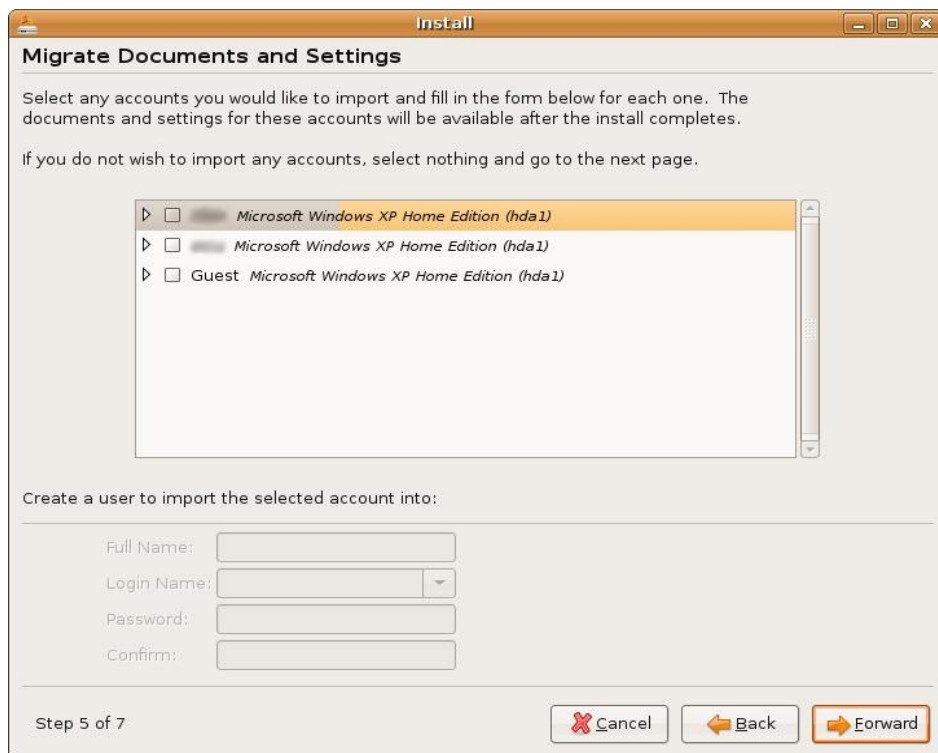 Install
Migrate Documents and Settings
Select any accounts you would like to import and fill in the form below for each one.  The
documents and settings for these accounts will be available after the install completes.
If you do not wish to import any accounts, select nothing and go to the next page.
Microsoft Windows XP Home Edition (hda1)
Microsoft Windows XP Home Edition (hda1)
Guest Microsoft Windows XP Home Edition (hda1)
Create a user to import the selected account into:
Full Name:
Login Name:
Password:
Confirm:
Step 5 of 7
Cancel
Back
Forward